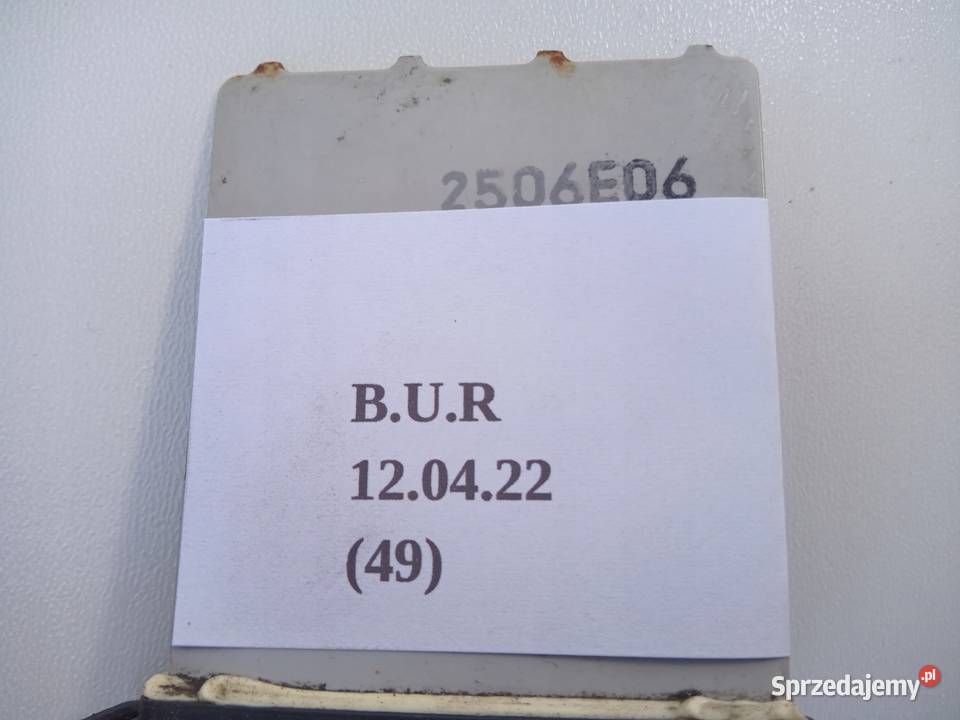 2506E06
B.U.R
12.04.22
(49)
Sprzedajemy.pl